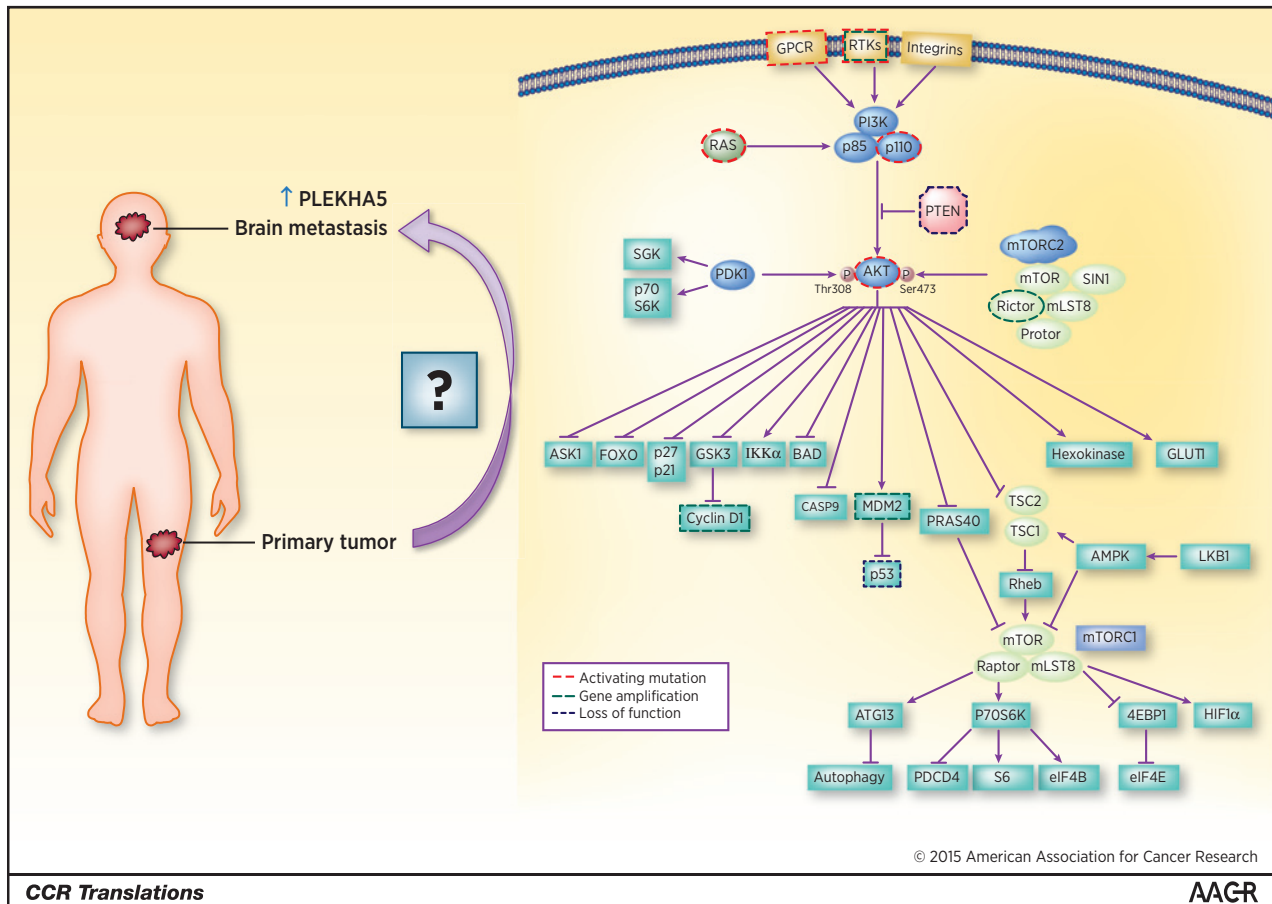 GPCR
RTKs
Integrins
PI3K
p85
p110
RAS
PTEN
↑ PLEKHA5
Brain metastasis
mTORC2
SGK
PDK1
P
AKT
P
mTOR
SIN1
Thr308
Ser473
p70
S6K
Rictor
mLST8
Protor
?
ASK1
FOXO
p27
p21
GSK3
IKKα
BAD
Hexokinase
GLUT1
Cyclin D1
CASP9
MDM2
PRAS40
TSC2
TSC1
Primary tumor
p53
AMPK
LKB1
Rheb
mTOR
mTORC1
Raptor
mLST8
Activating mutation
Gene amplification
Loss of function
ATG13
P70S6K
4EBP1
HIF1α
Autophagy
PDCD4
S6
eIF4B
eIF4E
© 2015 American Association for Cancer Research
CCR Translations
AACR